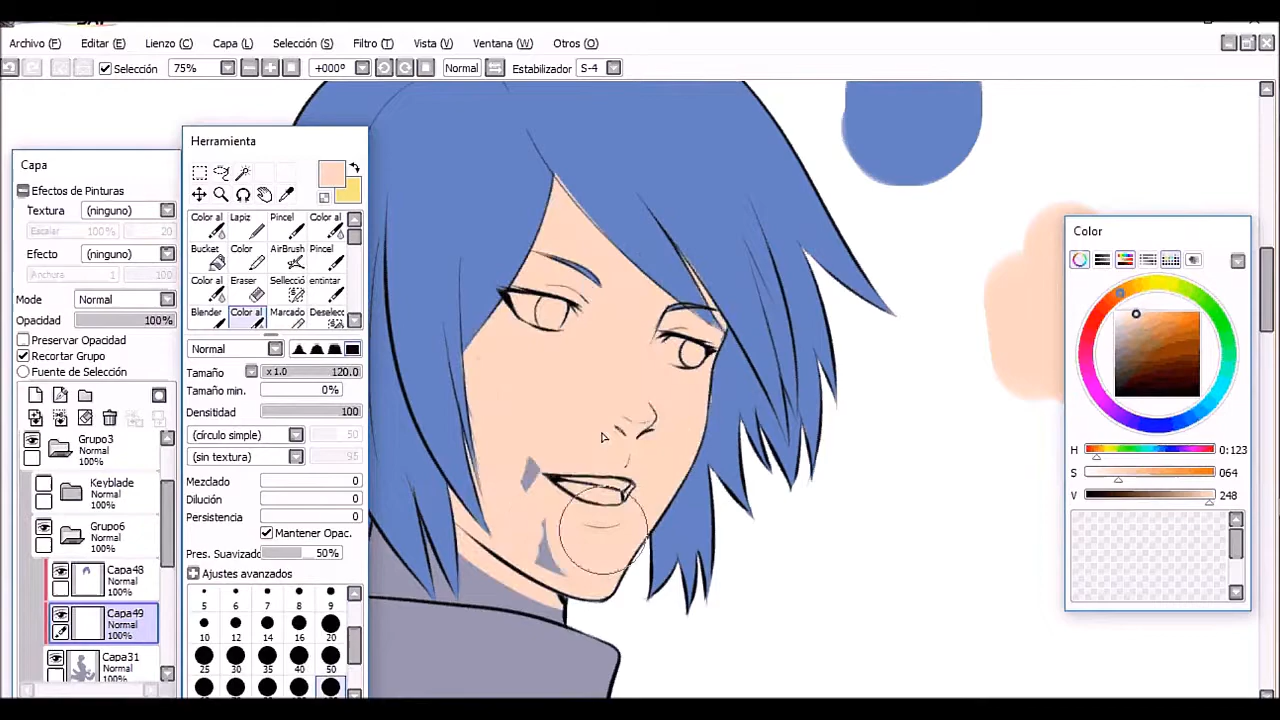 SAI
Archivo (F) Editar (E) Lienzo (C) Capa (L) Selección (S) Filtro (T) Vista (V) Ventana (W) Otros (O)
Selección 75% +000º Normal Estabilizador S-4
Capa
Efectos de Pinturas
Textura (ninguno)
Escalar 100% 20
Efecto (ninguno)
Anchura 1 100
Mode Normal
Opacidad 100%
Preservar Opacidad
Recortar Grupo
Fuente de Selección
Grupo3
100%
Keyblade
Normal
100%
Grupo6
Normal
100%
Capa48
Normal
100%
Capa49
Normal
100%
Capa31
Normal
Herramienta
Color al Lapiz Pincel Color al
Bucket Color AirBrush Pincel
Color al Eraser Selecció entintar
Blender Color al Marcado Deselecc
Normal
Tamaño x 1.0 120.0
Tamaño min. 0%
Densitidad 100
(círculo simple) 50
(sin textura) 95
Mezclado 0
Dilución 0
Persistencia 0
Mantener Opac.
Pres. Suavizado 50%
Ajustes avanzados
5 6 7 8 9
10 12 14 16 20
25 30 35 40 50
Color
H 0:123
S 064
V 248